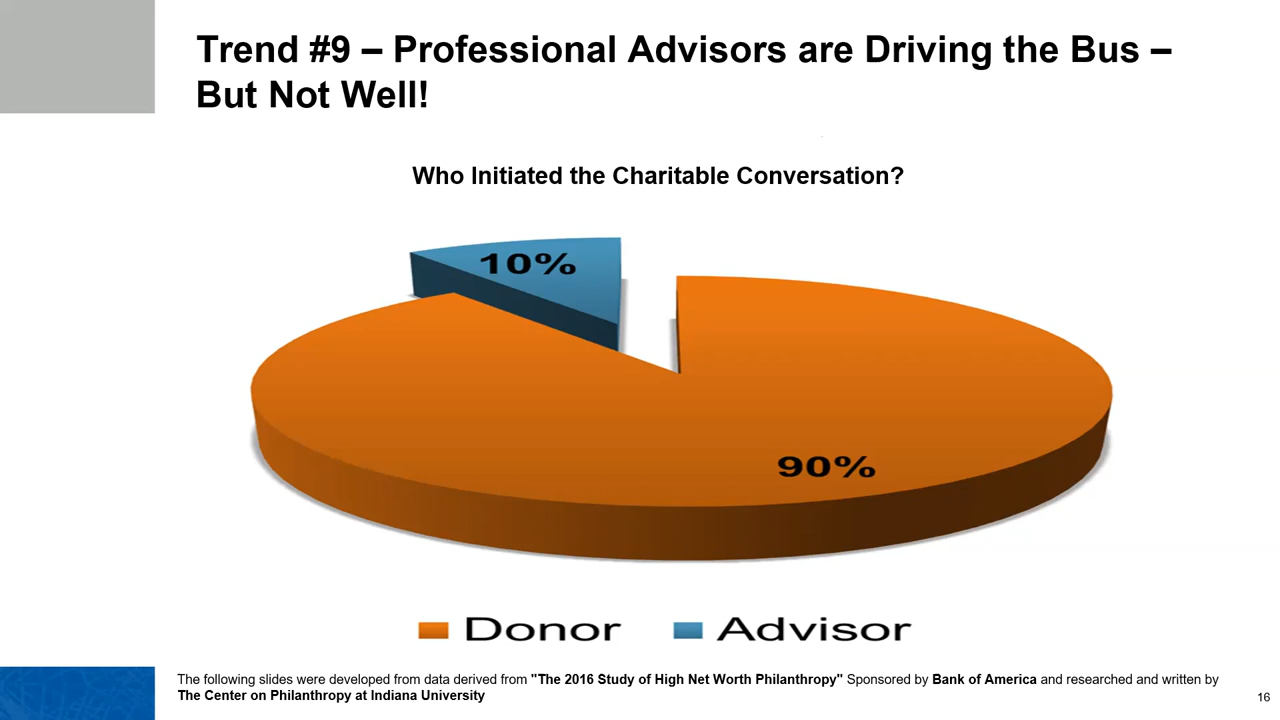 Trend #9 – Professional Advisors are Driving the Bus –
But Not Well!
Who Initiated the Charitable Conversation?
10%
90%
Donor Advisor
The following slides were developed from data derived from "The 2016 Study of High Net Worth Philanthropy" Sponsored by Bank of America and researched and written by
The Center on Philanthropy at Indiana University
16